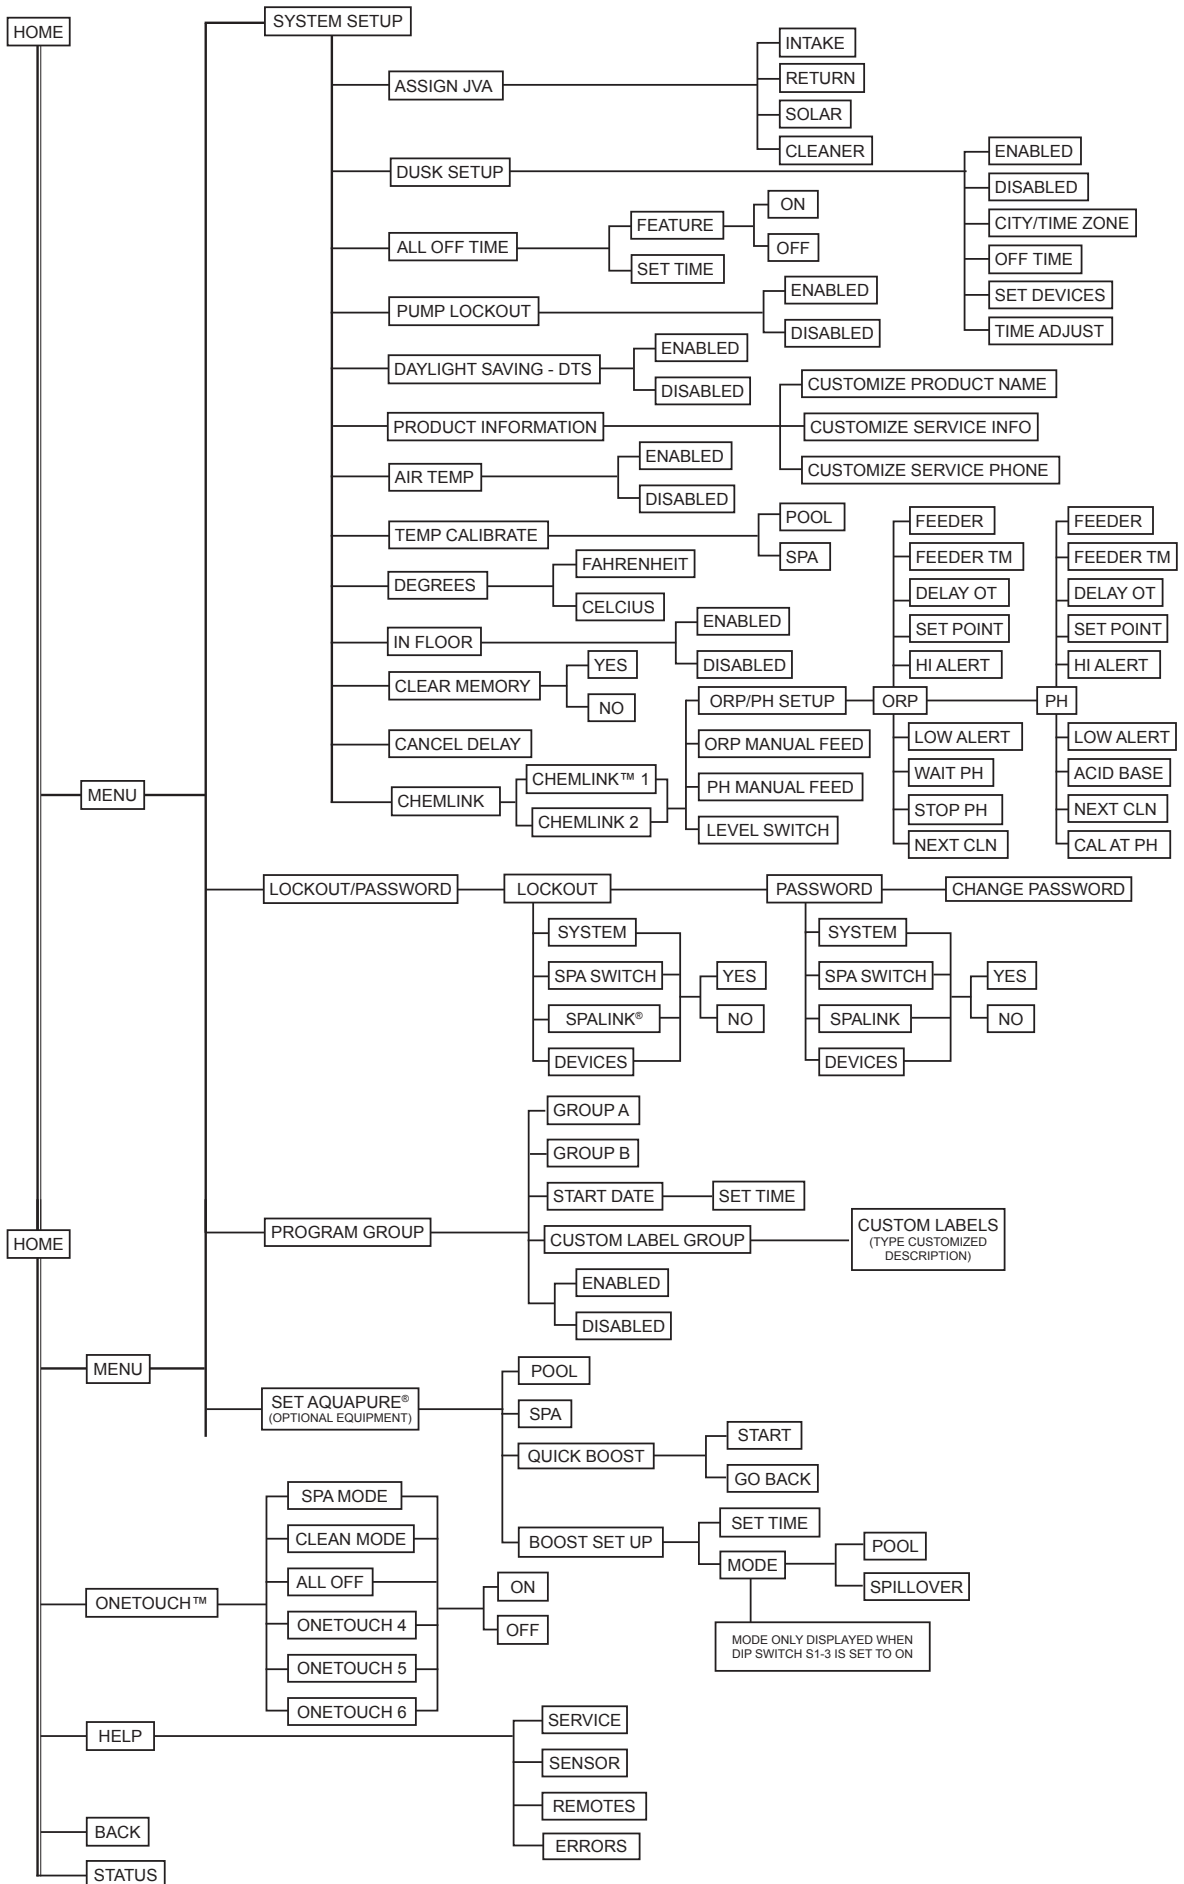 HOME
SYSTEM SETUP
ASSIGN JVA
INTAKE
RETURN
SOLAR
CLEANER
DUSK SETUP
ENABLED
DISABLED
CITY/TIME ZONE
OFF TIME
SET DEVICES
TIME ADJUST
ALL OFF TIME
FEATURE
ON
OFF
SET TIME
PUMP LOCKOUT
ENABLED
DISABLED
DAYLIGHT SAVING - DTS
ENABLED
DISABLED
PRODUCT INFORMATION
CUSTOMIZE PRODUCT NAME
CUSTOMIZE SERVICE INFO
CUSTOMIZE SERVICE PHONE
AIR TEMP
ENABLED
DISABLED
TEMP CALIBRATE
POOL
SPA
DEGREES
FAHRENHEIT
CELCIUS
IN FLOOR
ENABLED
DISABLED
CLEAR MEMORY
YES
NO
CANCEL DELAY
MENU
CHEMLINK
CHEMLINK™ 1
CHEMLINK 2
ORP/PH SETUP
ORP MANUAL FEED
PH MANUAL FEED
LEVEL SWITCH
FEEDER
FEEDER TM
DELAY OT
SET POINT
HI ALERT
ORP
LOW ALERT
WAIT PH
STOP PH
NEXT CLN
FEEDER
FEEDER TM
DELAY OT
SET POINT
HI ALERT
PH
LOW ALERT
ACID BASE
NEXT CLN
CAL AT PH
LOCKOUT/PASSWORD
LOCKOUT
PASSWORD
CHANGE PASSWORD
SYSTEM
SPA SWITCH
SPALINK®
DEVICES
YES
NO
SYSTEM
SPA SWITCH
SPALINK
DEVICES
YES
NO
HOME
PROGRAM GROUP
GROUP A
GROUP B
START DATE
SET TIME
CUSTOM LABEL GROUP
CUSTOM LABELS
(TYPE CUSTOMIZED
DESCRIPTION)
ENABLED
DISABLED
MENU
SET AQUAPURE®
(OPTIONAL EQUIPMENT)
POOL
SPA
QUICK BOOST
START
GO BACK
BOOST SET UP
SET TIME
MODE
POOL
SPILLOVER
MODE ONLY DISPLAYED WHEN
DIP SWITCH S1-3 IS SET TO ON
ONETOUCH™
SPA MODE
CLEAN MODE
ALL OFF
ONETOUCH 4
ONETOUCH 5
ONETOUCH 6
ON
OFF
HELP
SERVICE
SENSOR
REMOTES
ERRORS
BACK
STATUS